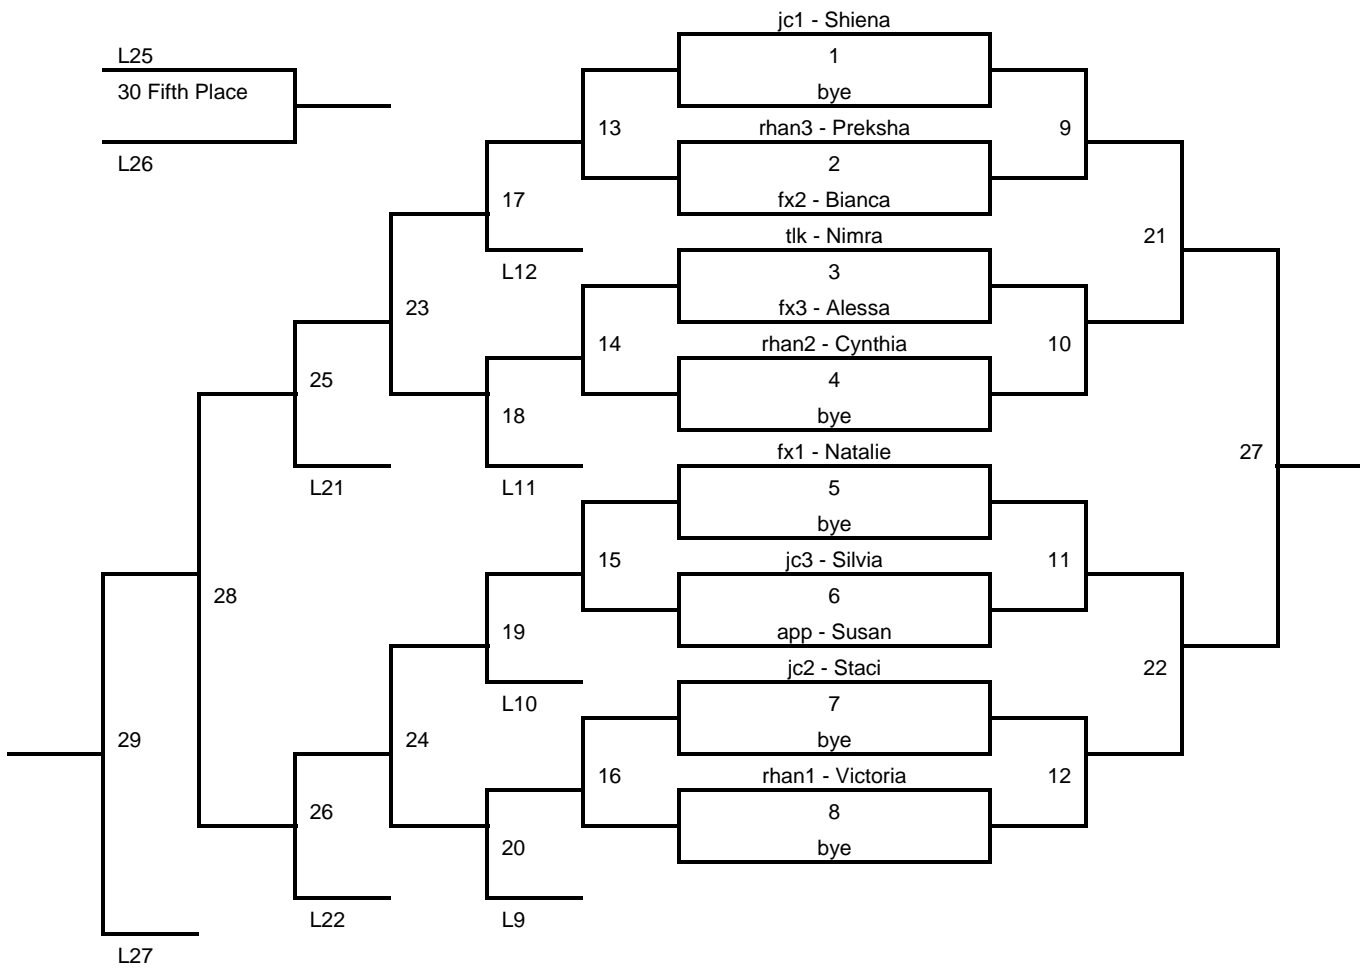 jc1 - Shiena
L25
1
30 Fifth Place
bye
13
rhan3 - Preksha
9
L26
2
17
fx2 - Bianca
tlk - Nimra
21
L12
3
23
fx3 - Alessa
14
rhan2 - Cynthia
10
25
4
18
bye
fx1 - Natalie
27
L21
L11
5
bye
15
jc3 - Silvia
11
28
6
19
app - Susan
jc2 - Staci
22
L10
7
29
24
bye
16
rhan1 - Victoria
12
26
8
20
bye
L22
L9
L27